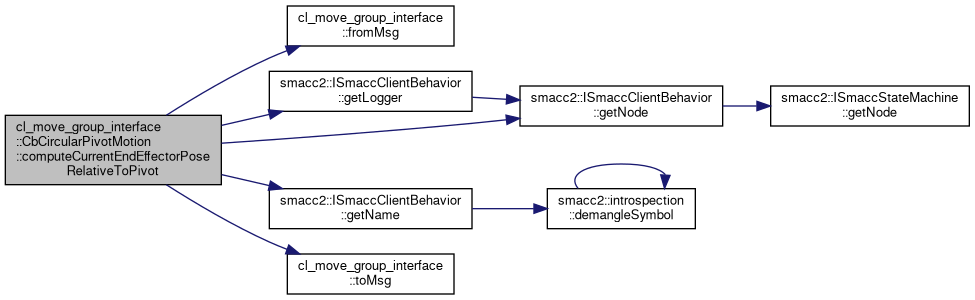 cl_move_group_interface
::CbCircularPivotMotion
::computeCurrentEndEffectorPose
RelativeToPivot
cl_move_group_interface
::fromMsg
smacc2::ISmaccClientBehavior
::getLogger
smacc2::ISmaccClientBehavior
::getNode
smacc2::ISmaccStateMachine
::getNode
smacc2::ISmaccClientBehavior
::getName
smacc2::introspection
::demangleSymbol
cl_move_group_interface
::toMsg